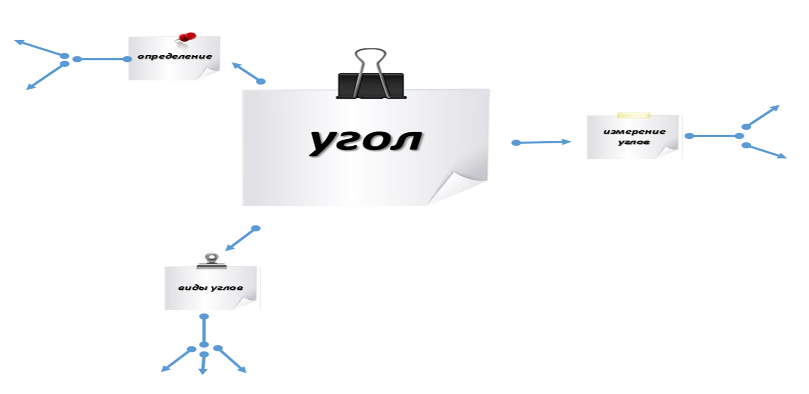 определение
угол
измерение
углов
виды углов